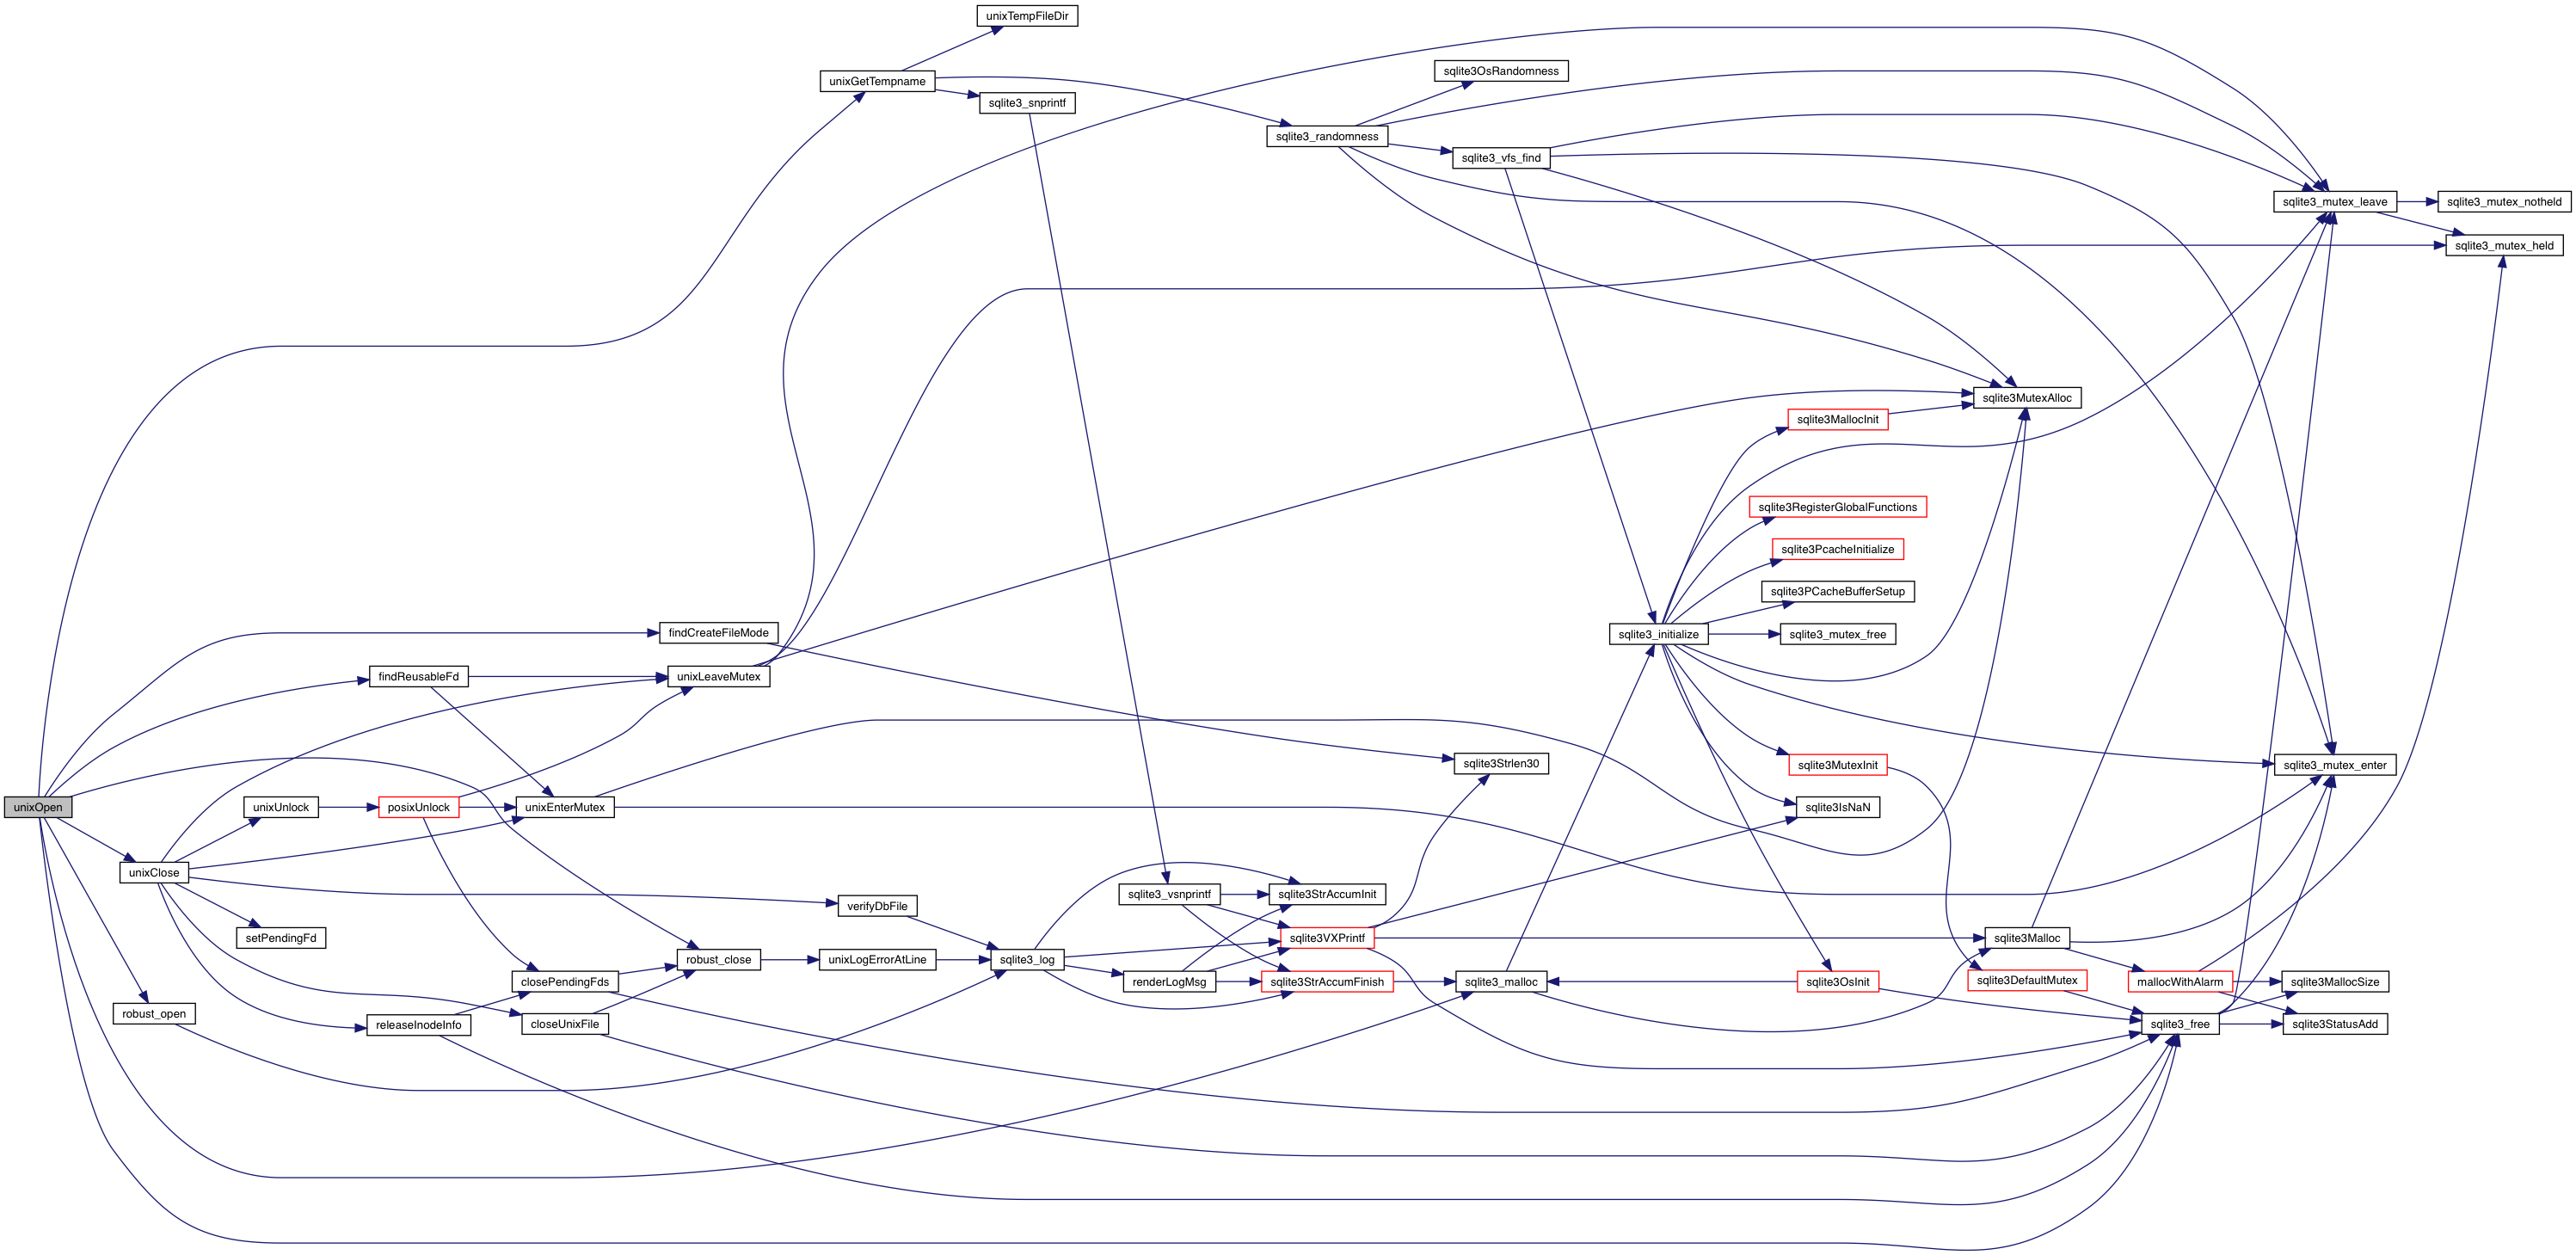 unixTempFileDir
unixGetTempname
sqlite3_snprintf
sqlite3OsRandomness
sqlite3_randomness
sqlite3_vfs_find
sqlite3_mutex_leave
sqlite3_mutex_notheld
sqlite3_mutex_held
sqlite3MutexAlloc
sqlite3MallocInit
sqlite3RegisterGlobalFunctions
sqlite3PcacheInitialize
sqlite3PCacheBufferSetup
sqlite3_initialize
sqlite3_mutex_free
findCreateFileMode
findReusableFd
unixLeaveMutex
sqlite3Strlen30
sqlite3MutexInit
sqlite3_mutex_enter
unixOpen
unixUnlock
posixUnlock
unixEnterMutex
sqlite3IsNaN
unixClose
verifyDbFile
sqlite3_vsnprintf
sqlite3StrAccumInit
setPendingFd
sqlite3VXPrintf
sqlite3Malloc
robust_close
unixLogErrorAtLine
sqlite3_log
closePendingFds
renderLogMsg
sqlite3StrAccumFinish
sqlite3_malloc
sqlite3OsInit
sqlite3DefaultMutex
mallocWithAlarm
sqlite3MallocSize
robust_open
releaseInodeInfo
closeUnixFile
sqlite3_free
sqlite3StatusAdd